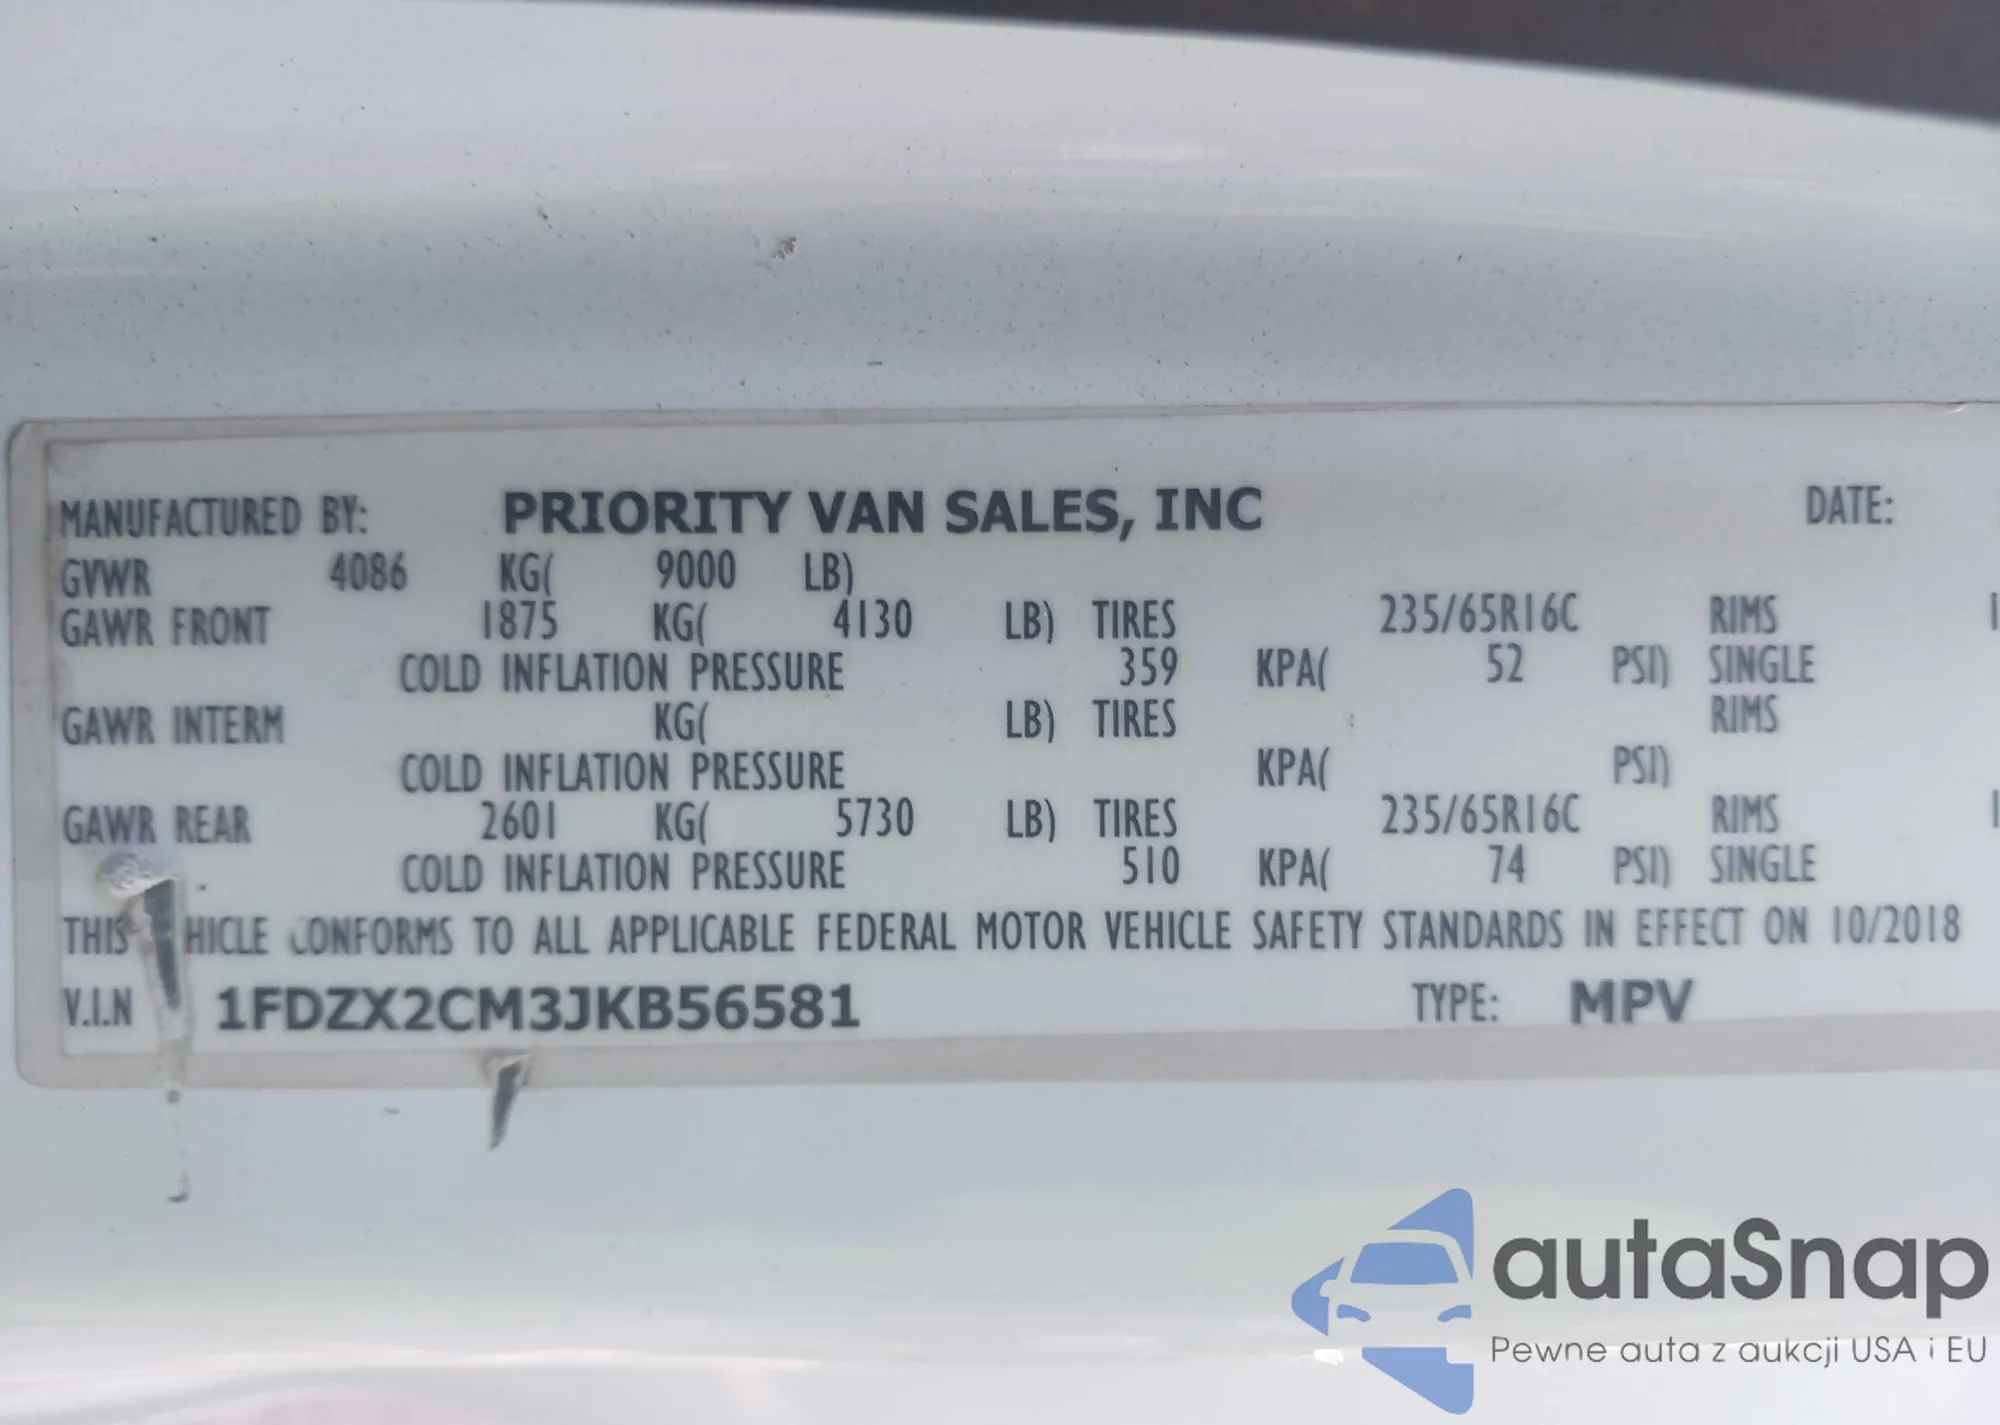 MANUFACTURED BY: PRIORITY VAN SALES, INC DATE:
GVWR 4086 KG( 9000 LB)
GAWR FRONT 1875 KG( 4130 LB) TIRES 235/65R16C RIMS
COLD INFLATION PRESSURE 359 KPA( 52 PSI) SINGLE
GAWR INTERM KG( LB) TIRES RIMS
COLD INFLATION PRESSURE KPA( PSI)
GAWR REAR 2601 KG( 5730 LB) TIRES 235/65R16C RIMS
COLD INFLATION PRESSURE 510 KPA( 74 PSI) SINGLE
THIS HICLE CONFORMS TO ALL APPLICABLE FEDERAL MOTOR VEHICLE SAFETY STANDARDS IN EFFECT ON 10/2018
V.I.N 1FDZX2CM3JKB56581 TYPE: MPV
autaSnap
Pewne auta z aukcji USA i EU